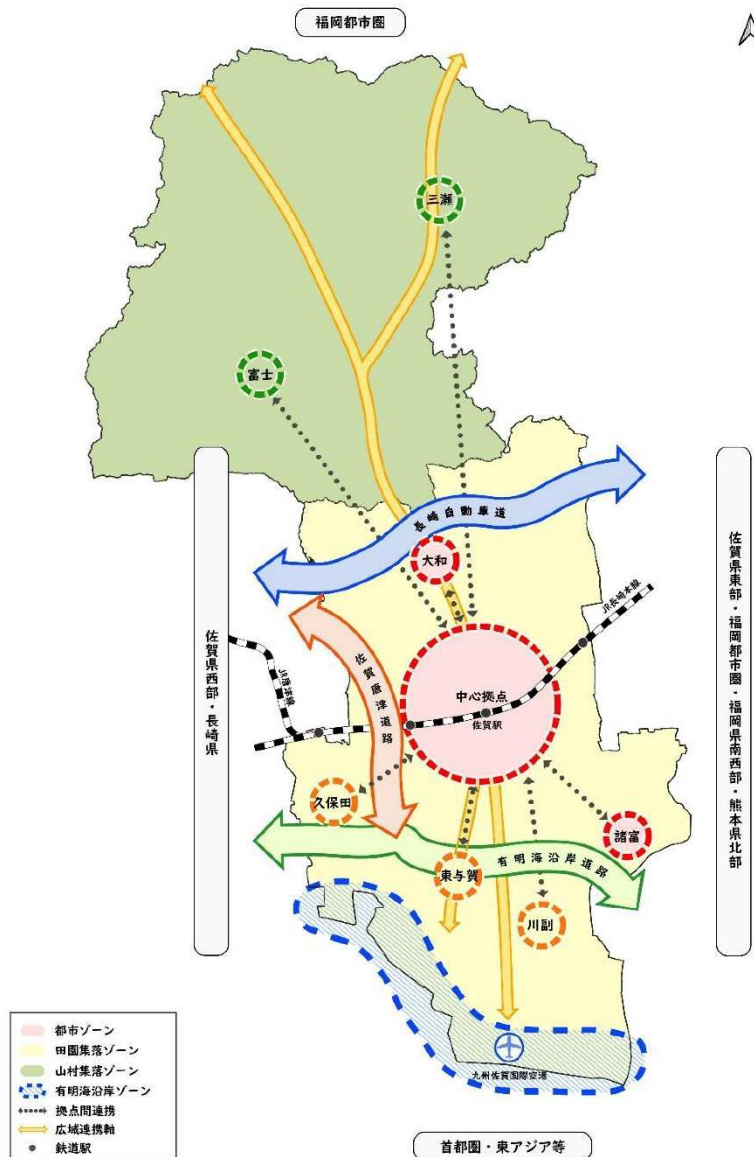 福岡都市圏
三瀬
富士
長崎自動車道
大和
佐賀県西部・長崎県
佐賀県東部・福岡都市圏・福岡県南西部・熊本県北部
JR長崎本線
JR唐津線
佐賀唐津道路
中心拠点
佐賀駅
久保田
諸富
有明海沿岸道路
東与賀
川副
九州佐賀国際空港
都市ゾーン
田園集落ゾーン
山村集落ゾーン
有明海沿岸ゾーン
拠点間連携
広域連携軸
鉄道駅
首都圏・東アジア等